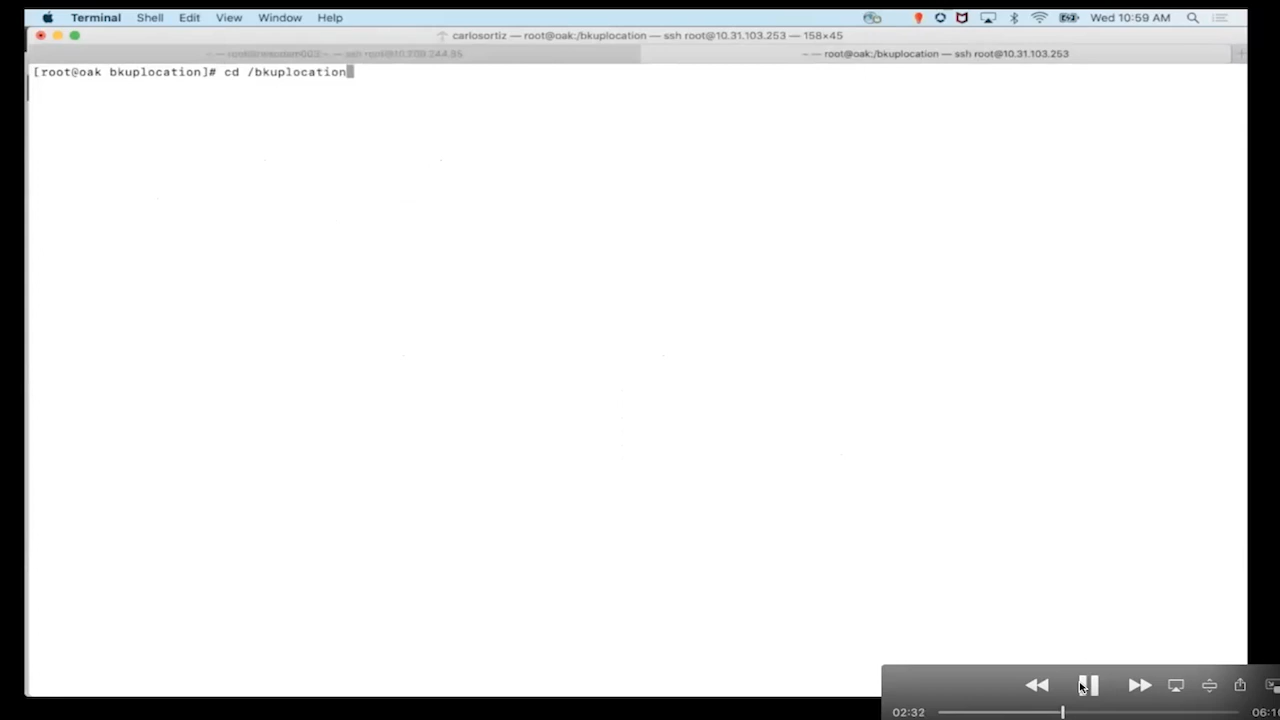 Terminal Shell Edit View Window Help Wed 10:59 AM
carlosortiz — root@oak:/bkuplocation — ssh root@10.31.103.253 — 158×45
~ — root@oak:/bkuplocation — ssh root@10.31.103.253
[root@oak bkuplocation]# cd /bkuplocation
02:32